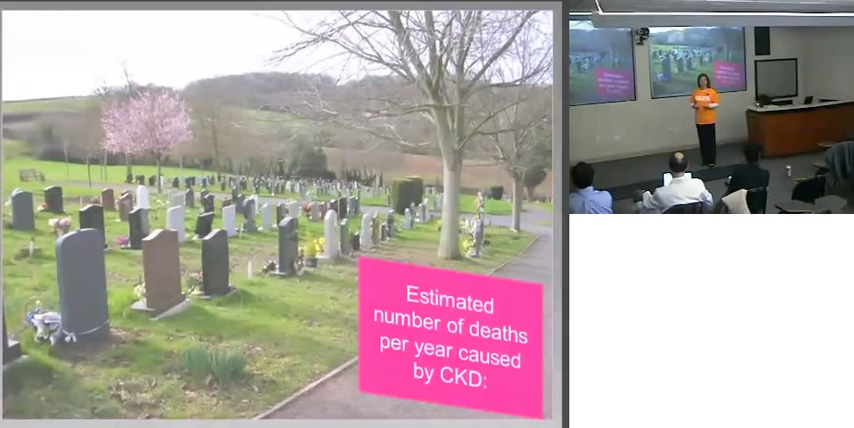 Estimated
number of deaths
per year caused
by CKD: